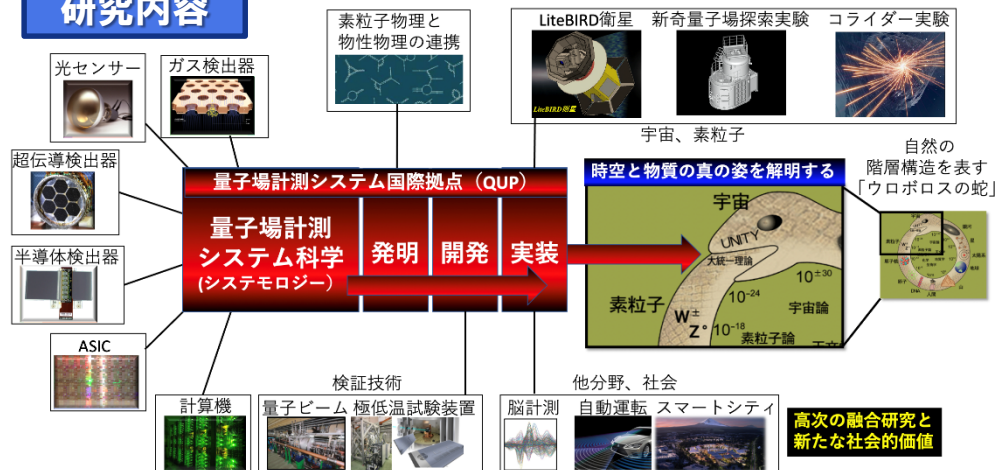 研究内容
光センサー
ガス検出器
超伝導検出器
半導体検出器
ASIC
計算機
素粒子物理と
物性物理の連携
LiteBIRD衛星
新奇量子場探索実験
コライダー実験
LiteBIRD衛星
宇宙、素粒子
量子場計測システム国際拠点（QUP）
量子場計測
システム科学
(システモロジー）
発明
開発
実装
時空と物質の真の姿を解明する
宇宙
UNITY
大統一理論
10±30
10-24
宇宙論
素粒子
W±
Z°
10-18
素粒子論
自然の
階層構造を表す
「ウロボロスの蛇」
検証技術
量子ビーム
極低温試験装置
他分野、社会
脳計測
自動運転
スマートシティ
高次の融合研究と
新たな社会的価値